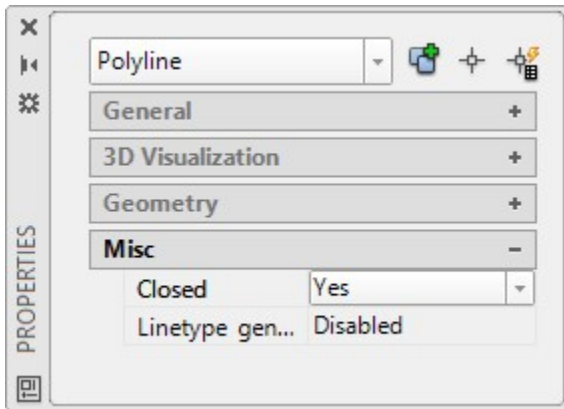 Polyline
General
3D Visualization
Geometry
Misc
Closed Yes
Linetype gen... Disabled
PROPERTIES